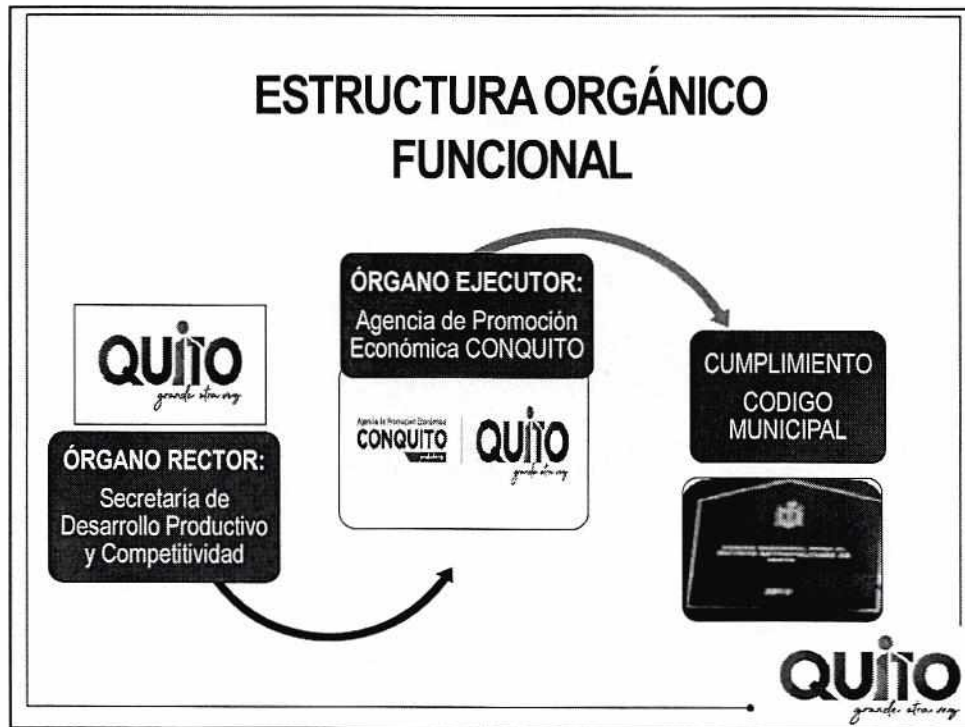 ESTRUCTURA ORGÁNICO
FUNCIONAL
QUITO
grande otra vez
ÓRGANO RECTOR:
Secretaría de
Desarrollo Productivo
y Competitividad
ÓRGANO EJECUTOR:
Agencia de Promoción
Económica CONQUITO
Agencia de Promoción Económica
CONQUITO
QUITO
grande otra vez
CUMPLIMIENTO
CODIGO
MUNICIPAL
QUITO
grande otra vez